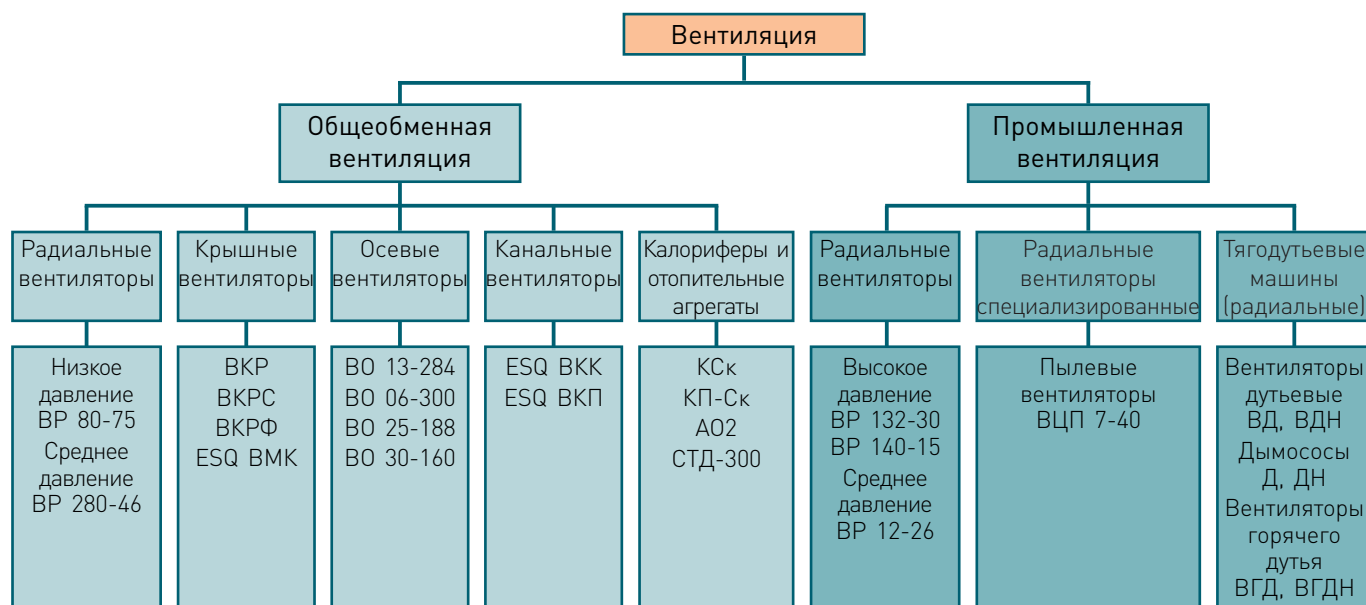 Вентиляция
Общеобменная
вентиляция
Промышленная
вентиляция
Радиальные
вентиляторы
Крышные
вентиляторы
Осевые
вентиляторы
Канальные
вентиляторы
Калориферы и
отопительные
агрегаты
Радиальные
вентиляторы
Радиальные
вентиляторы
специализированные
Тягодутьевые
машины
(радиальные)
Низкое
давление
ВР 80-75
Среднее
давление
ВР 280-46
ВКР
ВКРС
ВКРФ
ESQ ВМК
ВО 13-284
ВО 06-300
ВО 25-188
ВО 30-160
ESQ ВКК
ESQ ВКП
КСк
КП-Ск
АО2
СТД-300
Высокое
давление
ВР 132-30
ВР 140-15
Среднее
давление
ВР 12-26
Пылевые
вентиляторы
ВЦП 7-40
Вентиляторы
дутьевые
ВД, ВДН
Дымососы
Д, ДН
Вентиляторы
горячего
дутья
ВГД, ВГДН